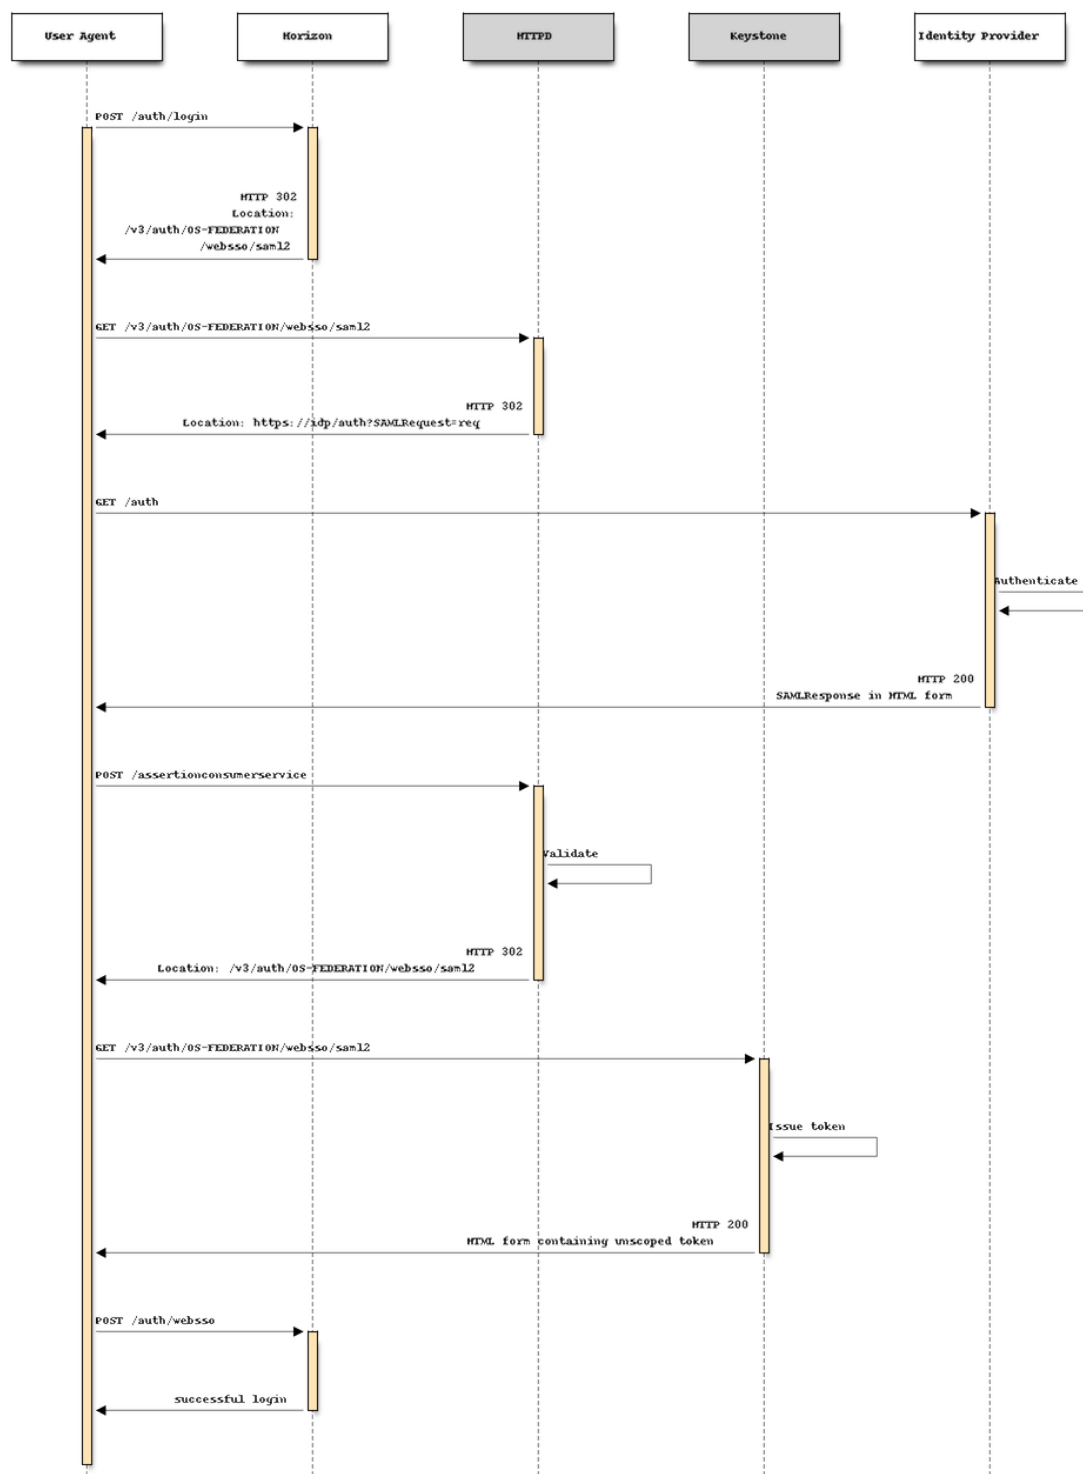 User Agent
Horizon
HTTPD
Keystone
Identity Provider
POST /auth/login
HTTP 302
Location:
/v3/auth/OS-FEDERATION
/websso/saml2
GET /v3/auth/OS-FEDERATION/websso/saml2
HTTP 302
Location: https://idp/auth?SAMLRequest=req
GET /auth
Authenticate
HTTP 200
SAMLResponse in HTML form
POST /assertionconsumerservice
Validate
HTTP 302
Location: /v3/auth/OS-FEDERATION/websso/saml2
GET /v3/auth/OS-FEDERATION/websso/saml2
Issue token
HTTP 200
HTML form containing unscoped token
POST /auth/websso
successful login